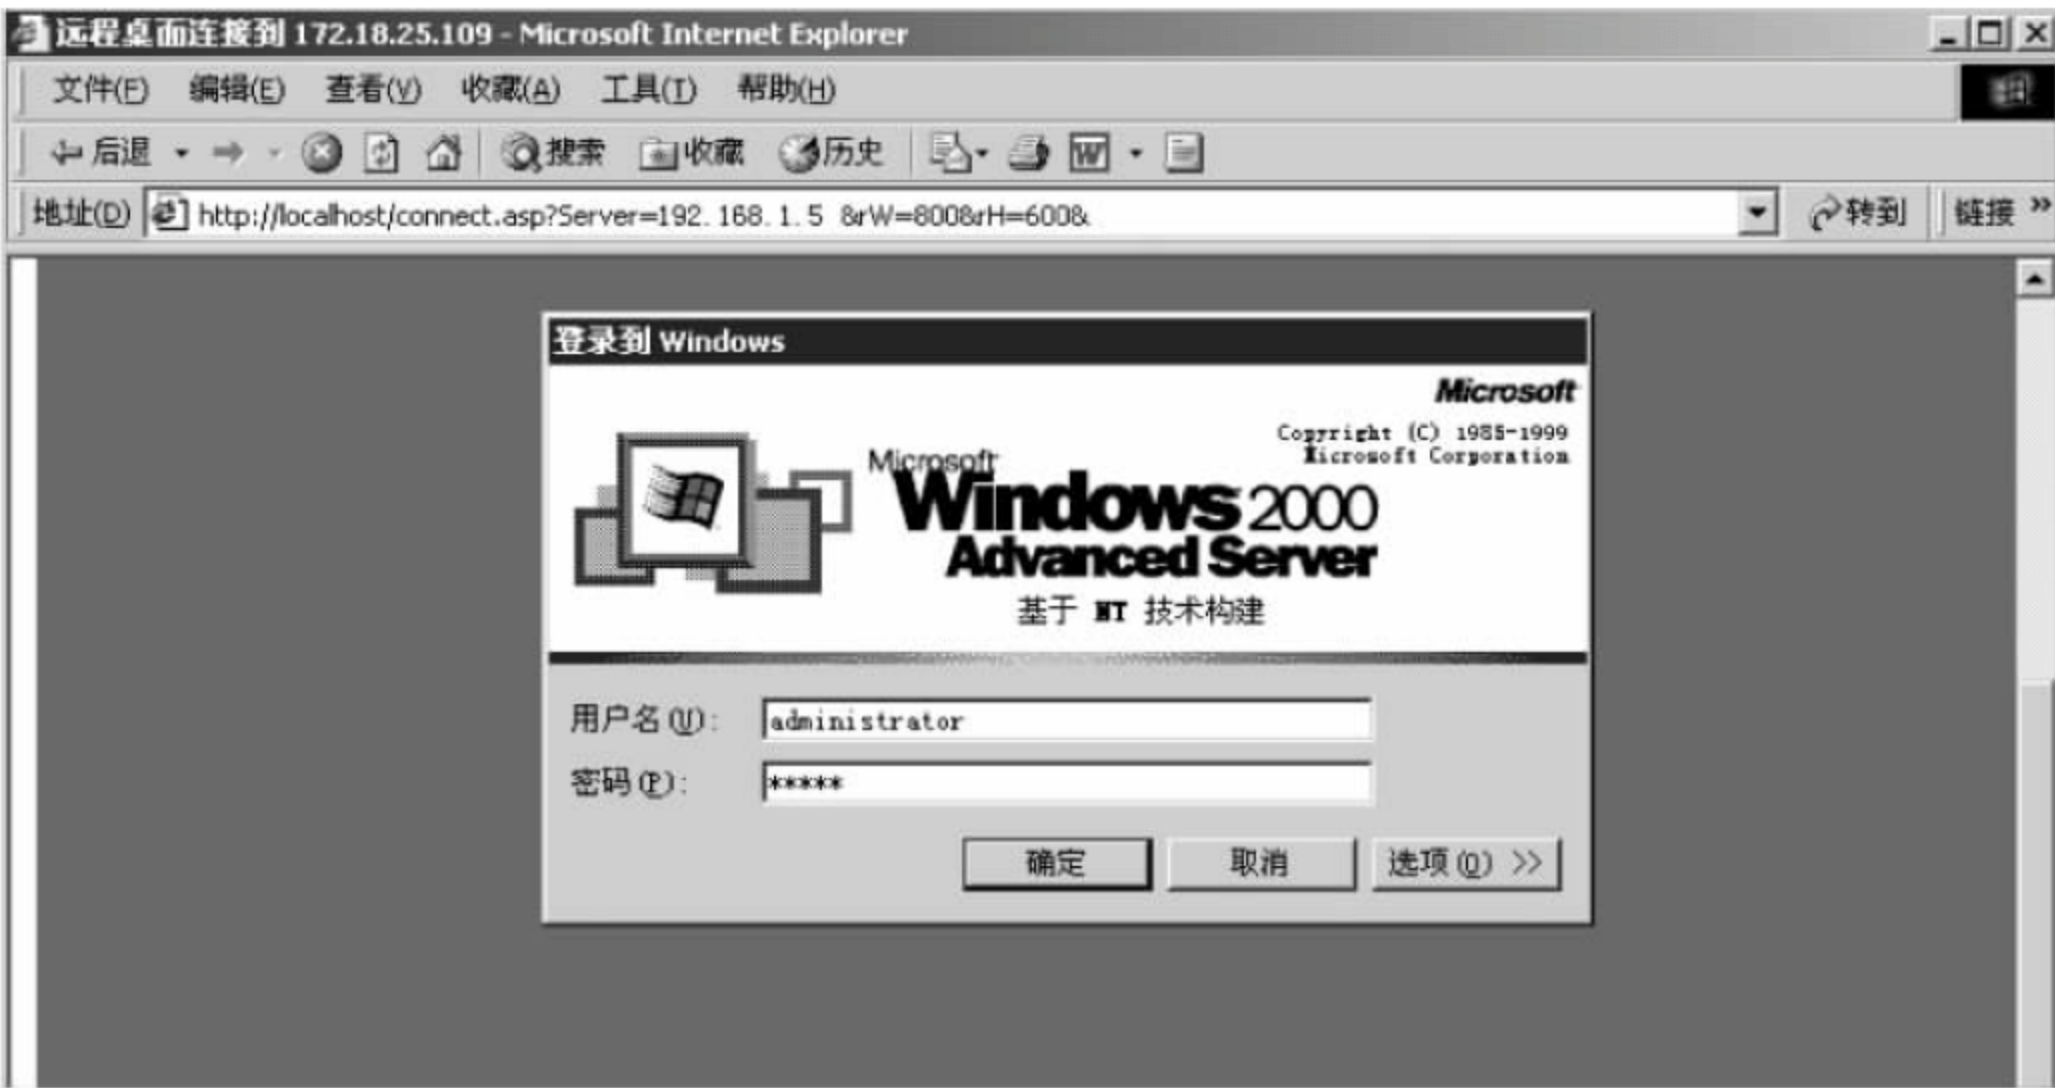 远程桌面连接到 172.18.25.109 - Microsoft Internet Explorer
文件(F) 编辑(E) 查看(V) 收藏(A) 工具(T) 帮助(H)
后退 搜索 收藏 历史 W
地址(D) http://localhost/connect.asp?Server=192.168.1.5 &rW=800&rH=600& 转到 链接 »
登录到 Windows
Microsoft
Copyright (C) 1985-1999
Microsoft Corporation
Microsoft
Windows 2000
Advanced Server
基于 NT 技术构建
用户名(U): administrator
密码(P): *****
确定 取消 选项(O) >>